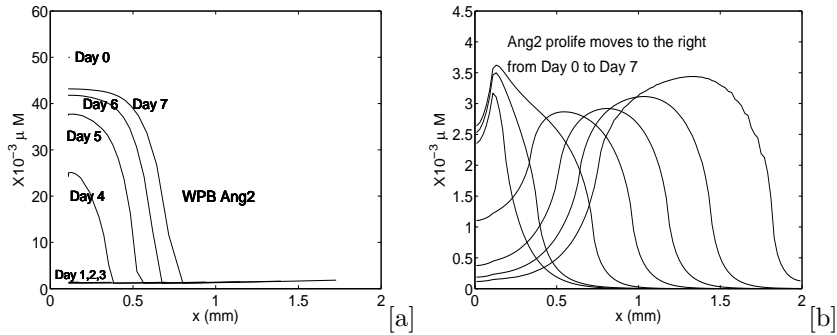 60
50
40
30
20
10
0
X10⁻³ μ M
Day 0
Day 6
Day 7
Day 5
Day 4
WPB Ang2
Day 1,2,3
0
0.5
1
1.5
2
x (mm)
[a]
4.5
4
3.5
3
2.5
2
1.5
1
0.5
0
X10⁻³ μ M
Ang2 prolife moves to the right
from Day 0 to Day 7
0
0.5
1
1.5
2
x (mm)
[b]